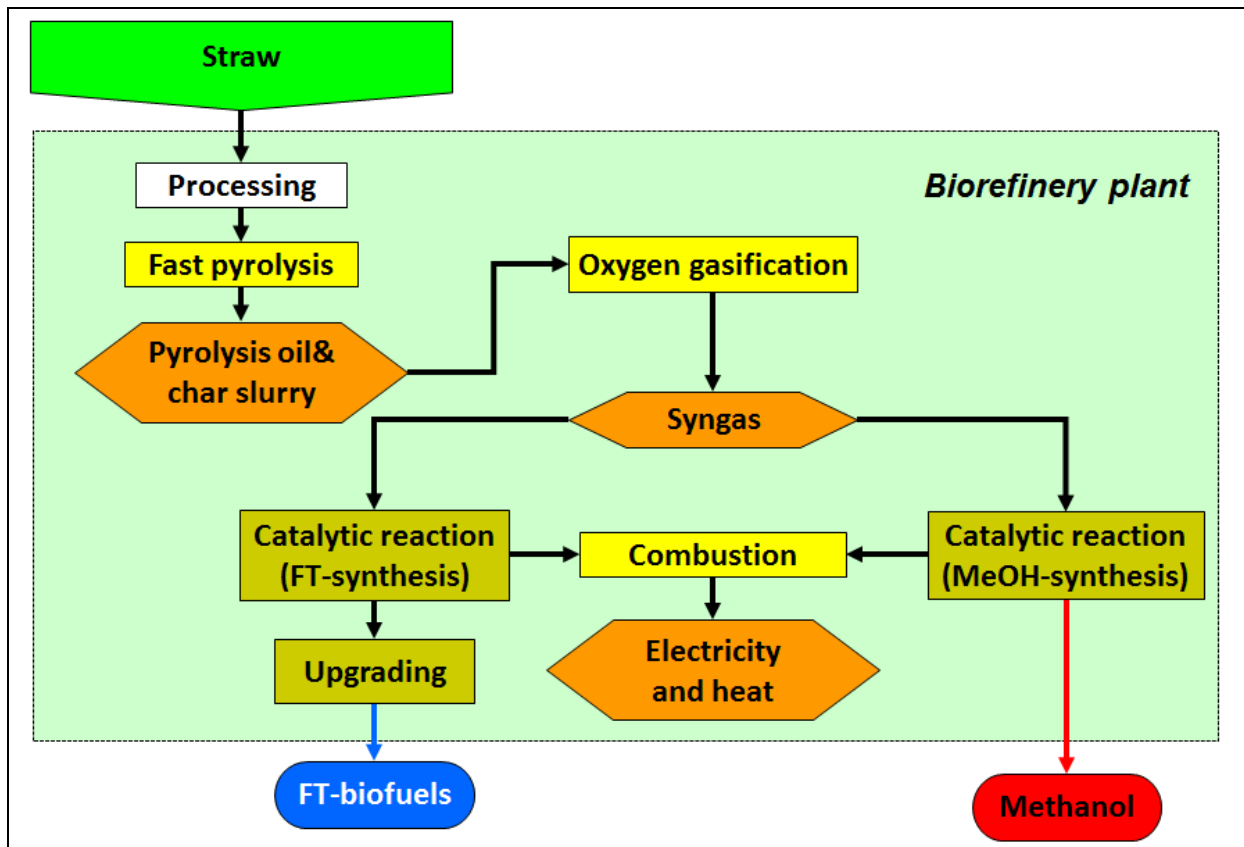 Straw
Processing
Biorefinery plant
Fast pyrolysis
Oxygen gasification
Pyrolysis oil&
char slurry
Syngas
Catalytic reaction
(FT-synthesis)
Combustion
Catalytic reaction
(MeOH-synthesis)
Upgrading
Electricity
and heat
FT-biofuels
Methanol